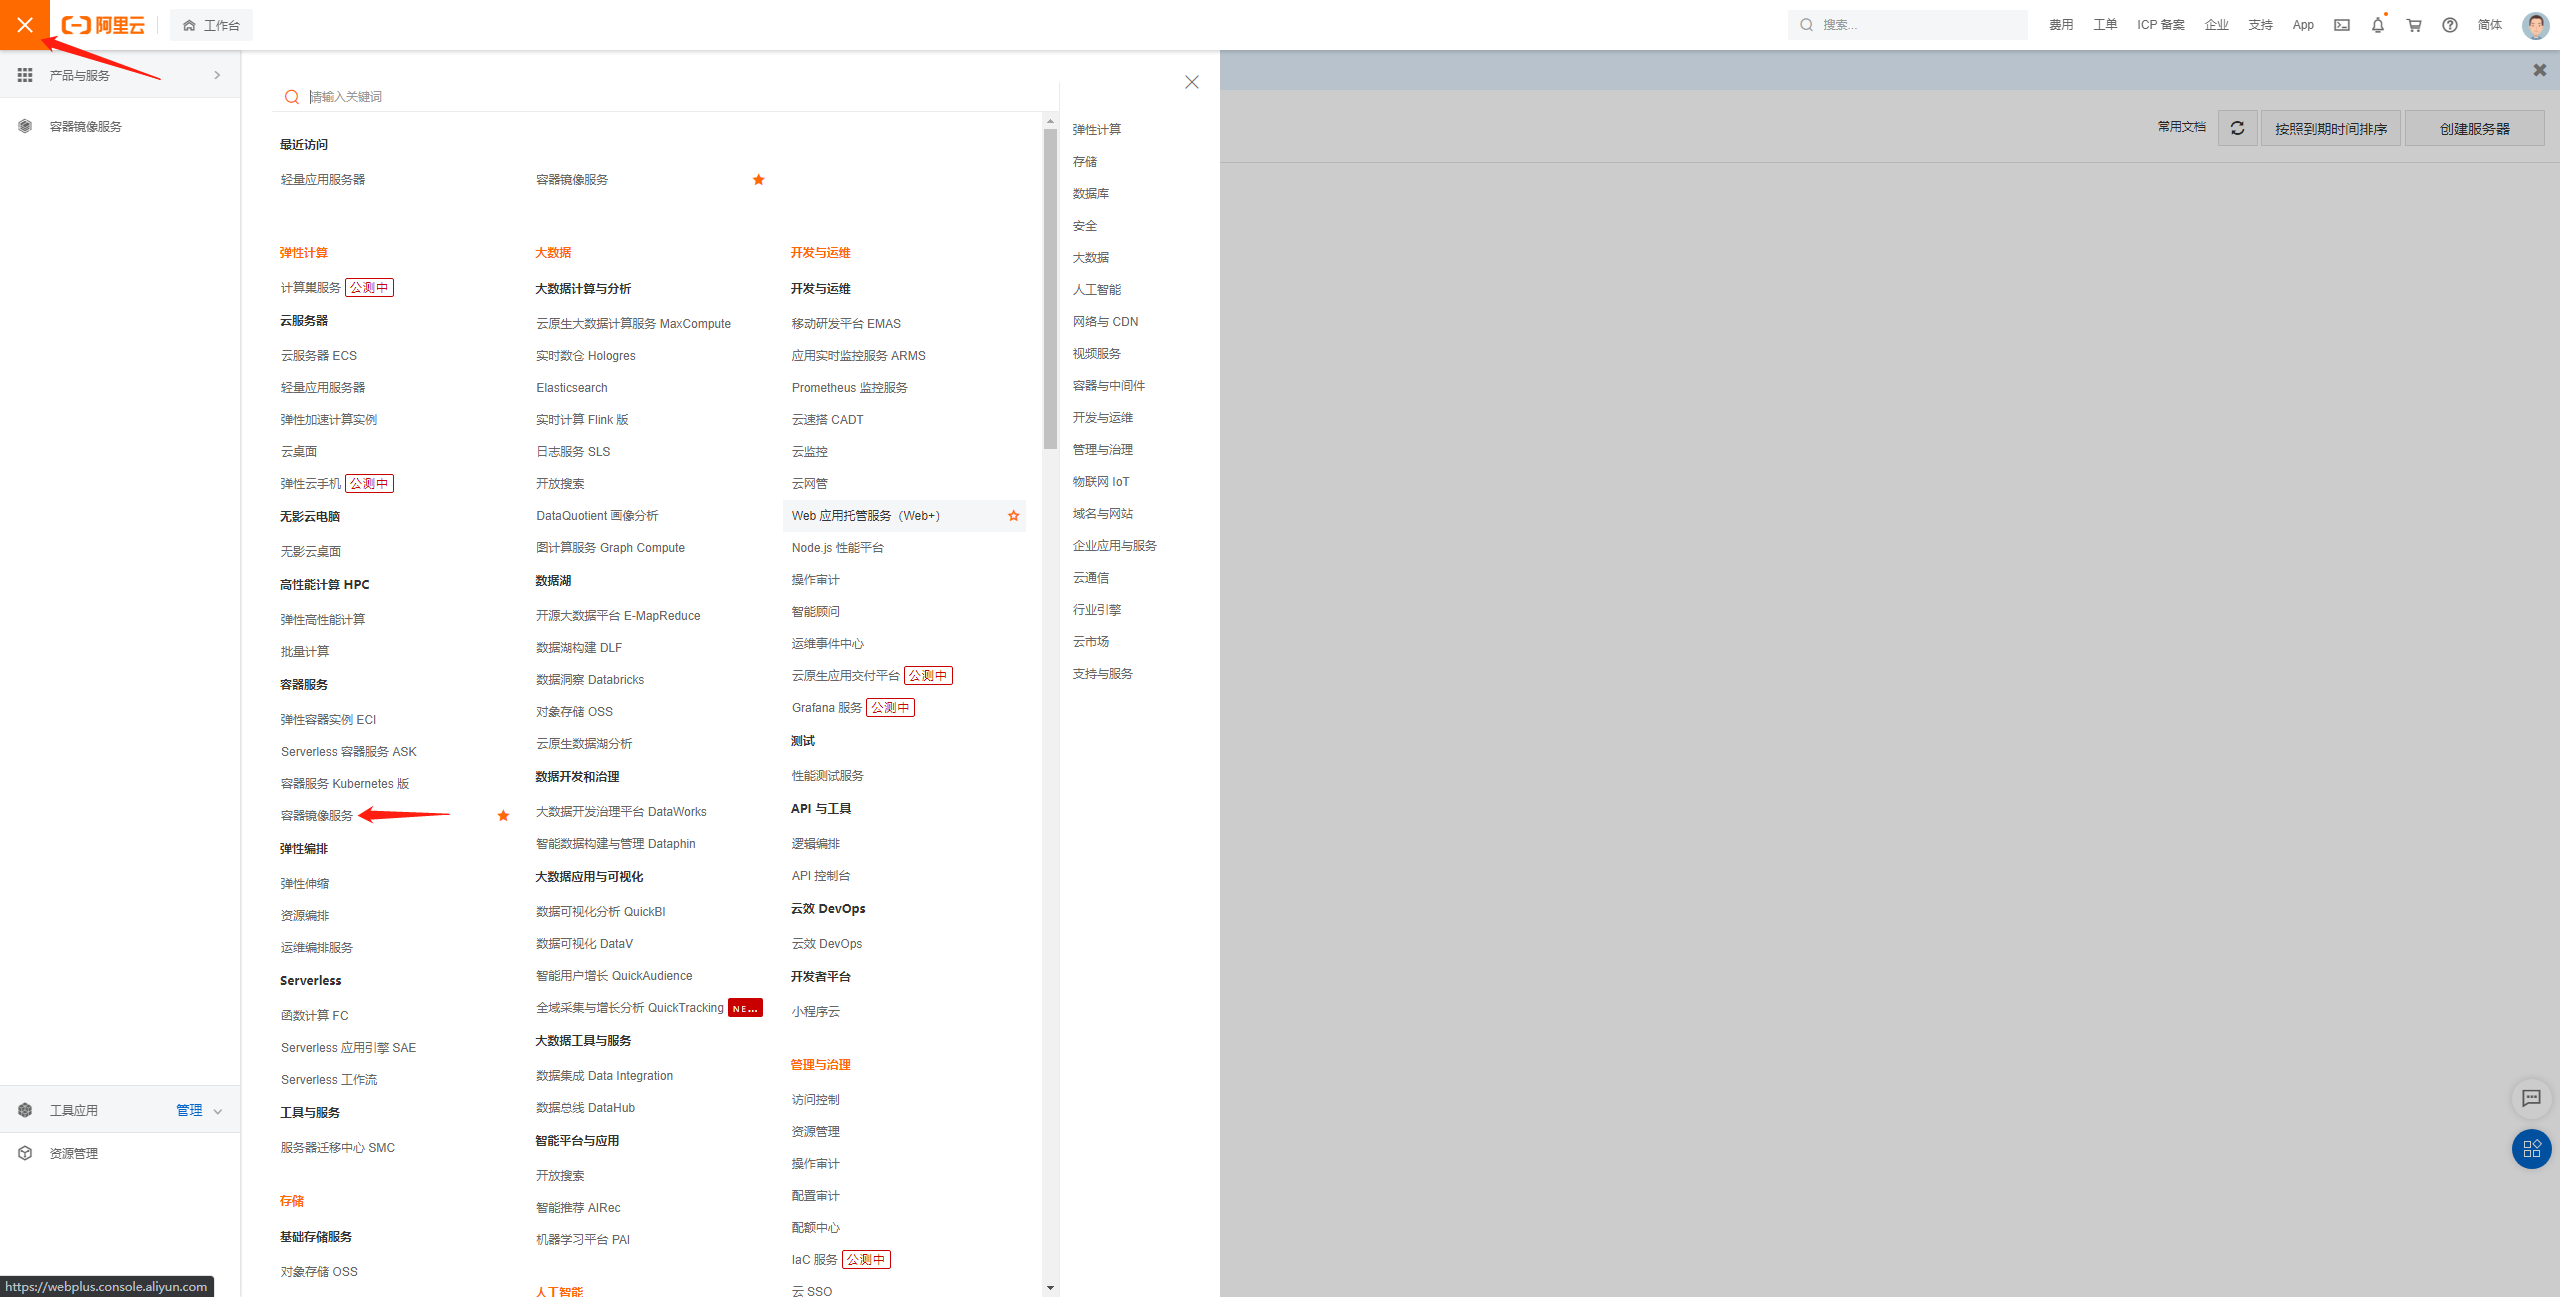 阿里云
工作台
搜索...
费用
工单
ICP 备案
企业
支持
App
简体
产品与服务
容器镜像服务
请输入关键词
最近访问
轻量应用服务器
容器镜像服务
弹性计算
计算巢服务 公测中
云服务器
云服务器 ECS
轻量应用服务器
弹性加速计算实例
云桌面
弹性云手机 公测中
无影云电脑
无影云桌面
高性能计算 HPC
弹性高性能计算
批量计算
容器服务
弹性容器实例 ECI
Serverless 容器服务 ASK
容器服务 Kubernetes 版
容器镜像服务
弹性编排
弹性伸缩
资源编排
运维编排服务
Serverless
函数计算 FC
Serverless 应用引擎 SAE
Serverless 工作流
工具与服务
服务器迁移中心 SMC
存储
基础存储服务
对象存储 OSS
大数据
大数据计算与分析
云原生大数据计算服务 MaxCompute
实时数仓 Hologres
Elasticsearch
实时计算 Flink 版
日志服务 SLS
开放搜索
DataQuotient 画像分析
图计算服务 Graph Compute
数据湖
开源大数据平台 E-MapReduce
数据湖构建 DLF
数据洞察 Databricks
对象存储 OSS
云原生数据湖分析
数据开发和治理
大数据开发治理平台 DataWorks
智能数据构建与管理 Dataphin
大数据应用与可视化
数据可视化分析 QuickBI
数据可视化 DataV
智能用户增长 QuickAudience
全域采集与增长分析 QuickTracking NE...
大数据工具与服务
数据集成 Data Integration
数据总线 DataHub
智能平台与应用
开放搜索
智能推荐 AIRec
机器学习平台 PAI
人工智能
开发与运维
开发与运维
移动研发平台 EMAS
应用实时监控服务 ARMS
Prometheus 监控服务
云速搭 CADT
云监控
云网管
Web 应用托管服务（Web+）
Node.js 性能平台
操作审计
智能顾问
运维事件中心
云原生应用交付平台 公测中
Grafana 服务 公测中
测试
性能测试服务
API 与工具
逻辑编排
API 控制台
云效 DevOps
云效 DevOps
开发者平台
小程序云
管理与治理
访问控制
资源管理
操作审计
配置审计
配额中心
IaC 服务 公测中
云 SSO
弹性计算
存储
数据库
安全
大数据
人工智能
网络与 CDN
视频服务
容器与中间件
开发与运维
管理与治理
物联网 IoT
域名与网站
企业应用与服务
云通信
行业引擎
云市场
支持与服务
常用文档
按照到期时间排序
创建服务器
工具应用
管理
资源管理
https://webplus.console.aliyun.com